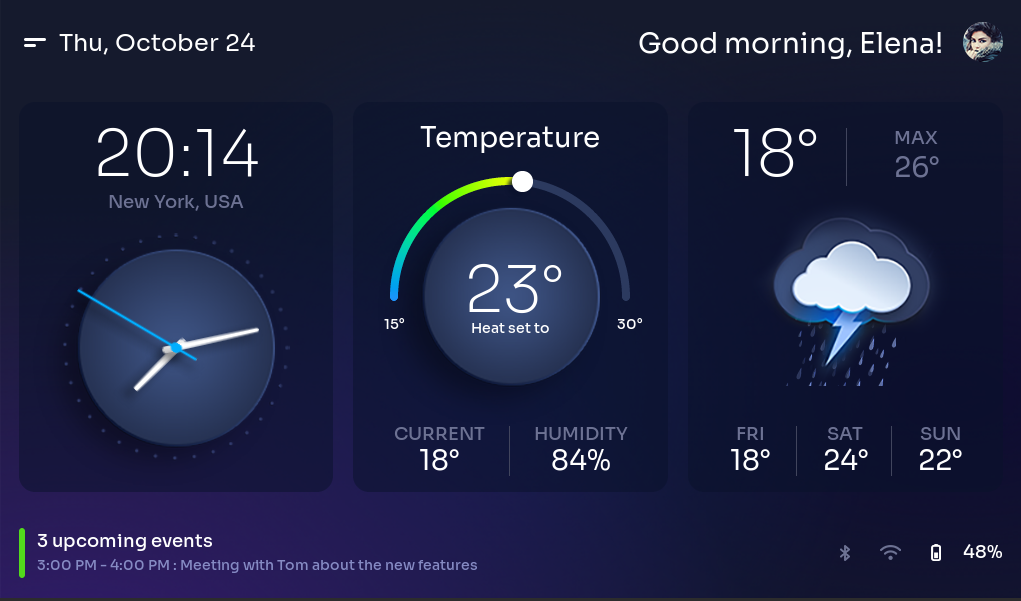 Thu, October 24
Good morning, Elena!
20:14
New York, USA
Temperature
23°
Heat set to
15°
30°
CURRENT
18°
HUMIDITY
84%
18°
MAX
26°
FRI
18°
SAT
24°
SUN
22°
3 upcoming events
3:00 PM - 4:00 PM : Meeting with Tom about the new features
48%